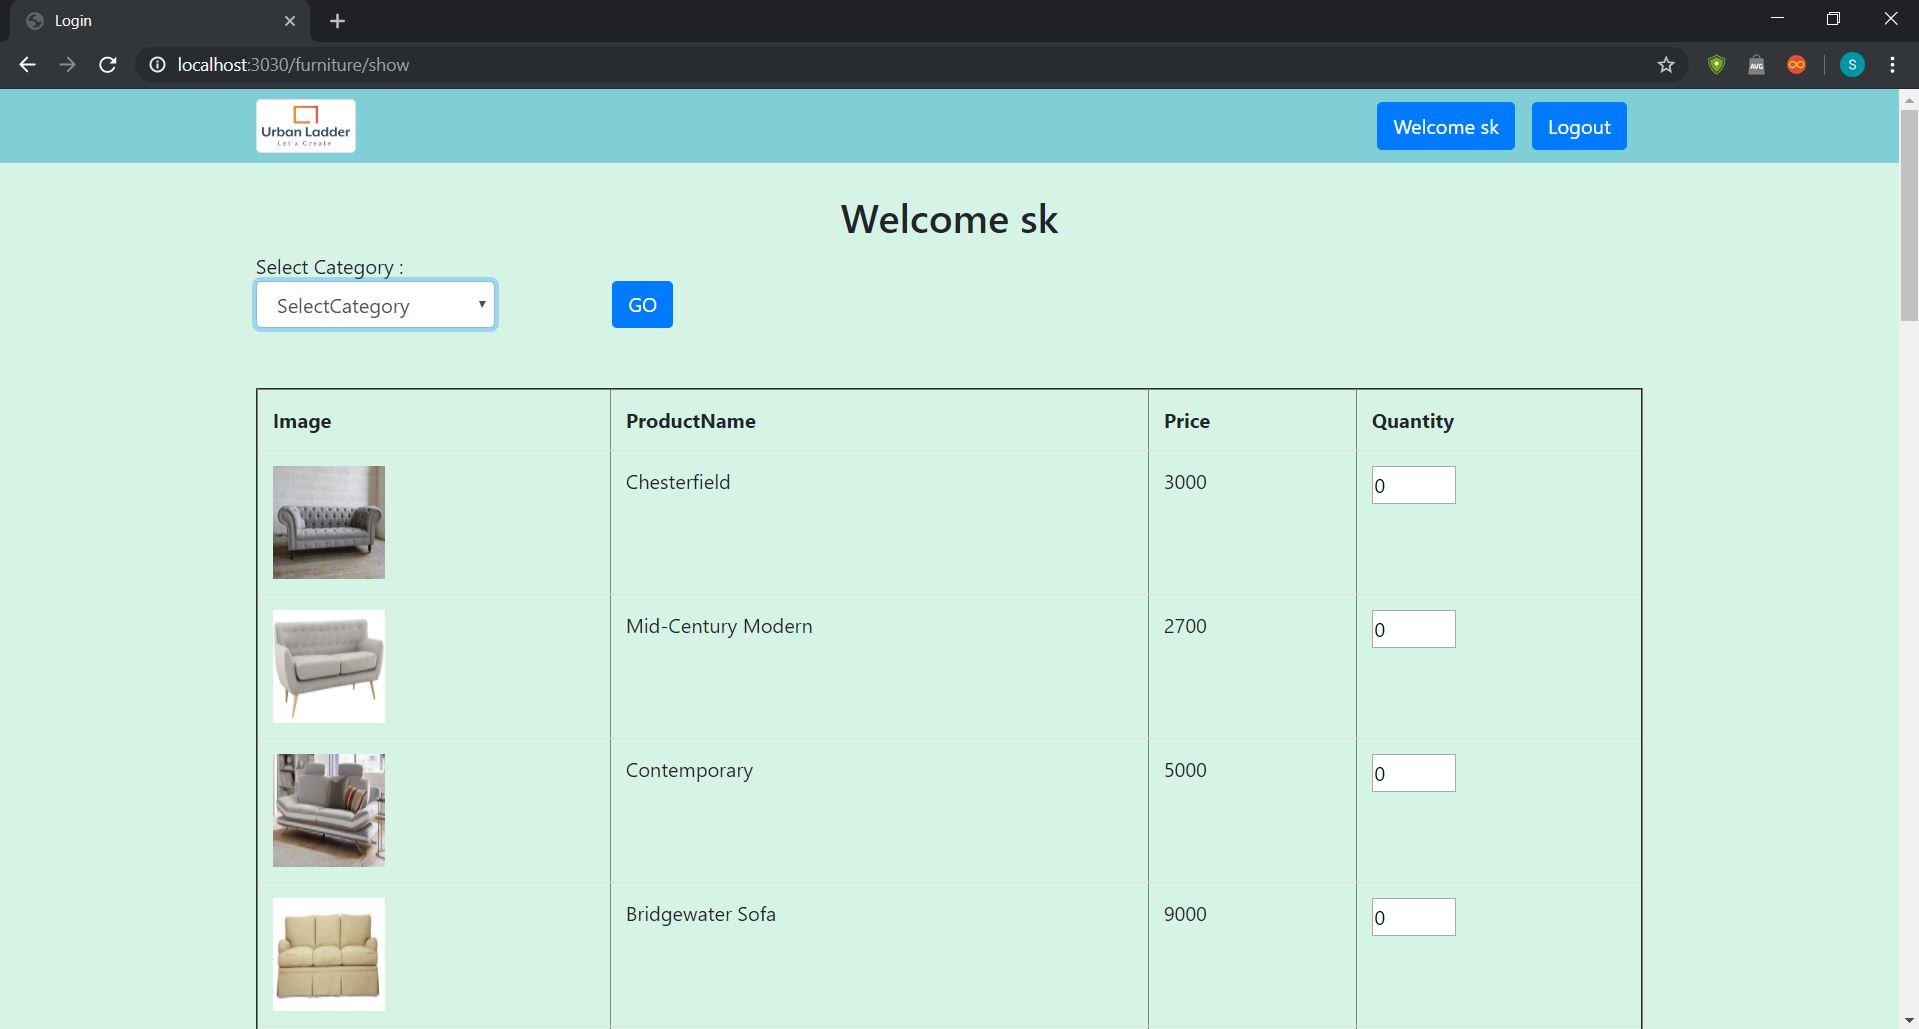 Login
localhost:3030/furniture/show
AVG
S
Urban Ladder
Let's Create
Welcome sk
Logout
Welcome sk
Select Category :
SelectCategory
GO
Image ProductName Price Quantity
Chesterfield 3000 0
Mid-Century Modern 2700 0
Contemporary 5000 0
Bridgewater Sofa 9000 0